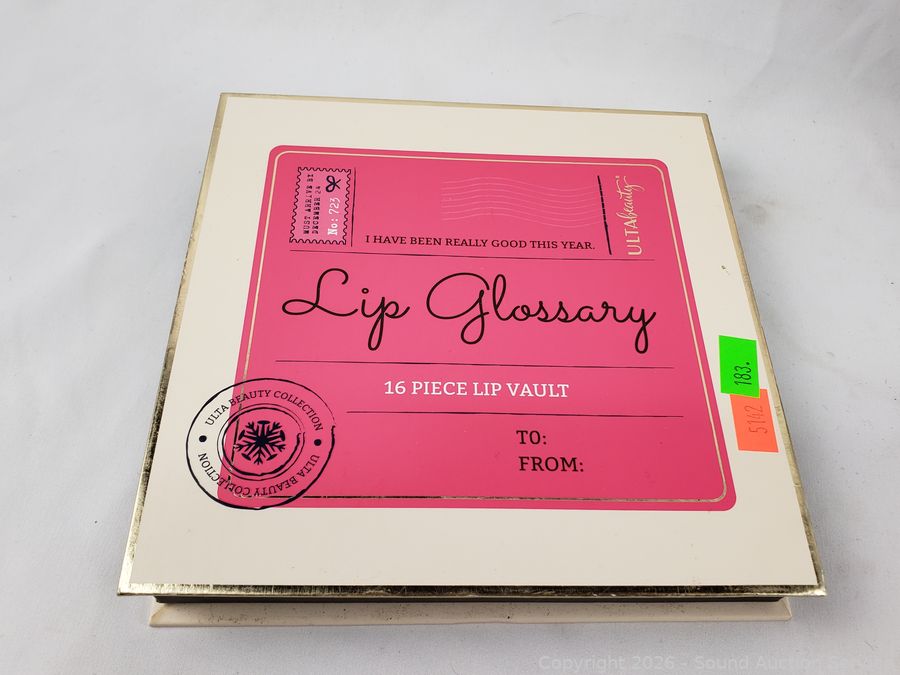 MUST ARRIVE BY
DECEMBER 24
No: 723
I HAVE BEEN REALLY GOOD THIS YEAR.
ULTA beauty
Lip Glossary
16 PIECE LIP VAULT
TO:
FROM:
ULTA BEAUTY COLLECTION
ULTA BEAUTY COLLECTION
183.
5142
Copyright 2026 - Sound Auction Service